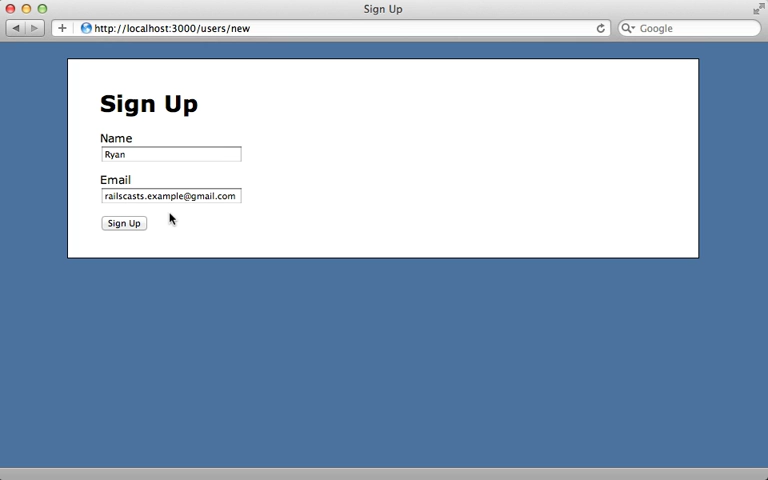 Sign Up
http://localhost:3000/users/new
Google
Sign Up
Name
Ryan
Email
railscasts.example@gmail.com
Sign Up